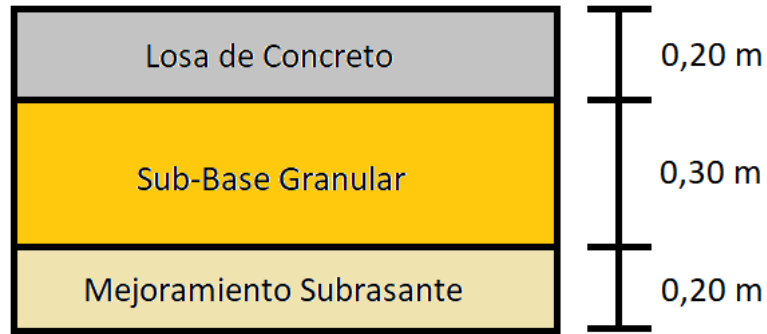 Losa de Concreto
0,20 m
Sub-Base Granular
0,30 m
Mejoramiento Subrasante
0,20 m